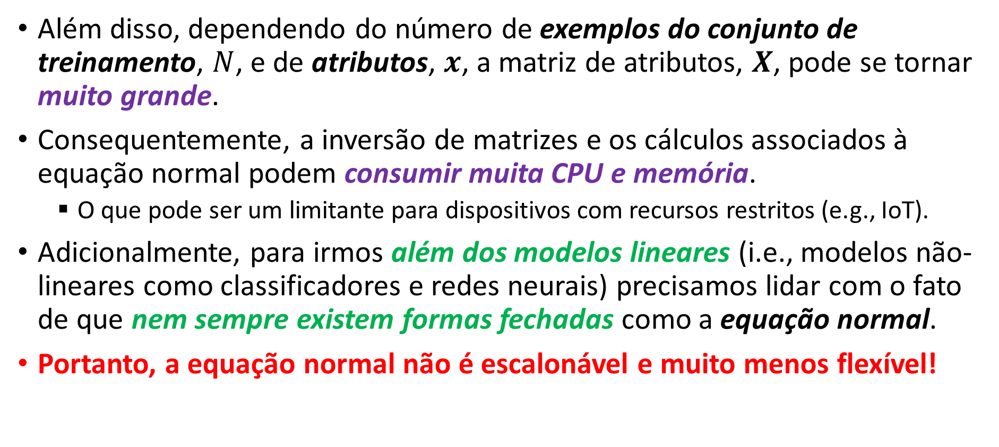 • Além disso, dependendo do número de exemplos do conjunto de
treinamento, N, e de atributos, x, a matriz de atributos, X, pode se tornar
muito grande.
• Consequentemente, a inversão de matrizes e os cálculos associados à
equação normal podem consumir muita CPU e memória.
▪ O que pode ser um limitante para dispositivos com recursos restritos (e.g., IoT).
• Adicionalmente, para irmos além dos modelos lineares (i.e., modelos não-
lineares como classificadores e redes neurais) precisamos lidar com o fato
de que nem sempre existem formas fechadas como a equação normal.
• Portanto, a equação normal não é escalonável e muito menos flexível!